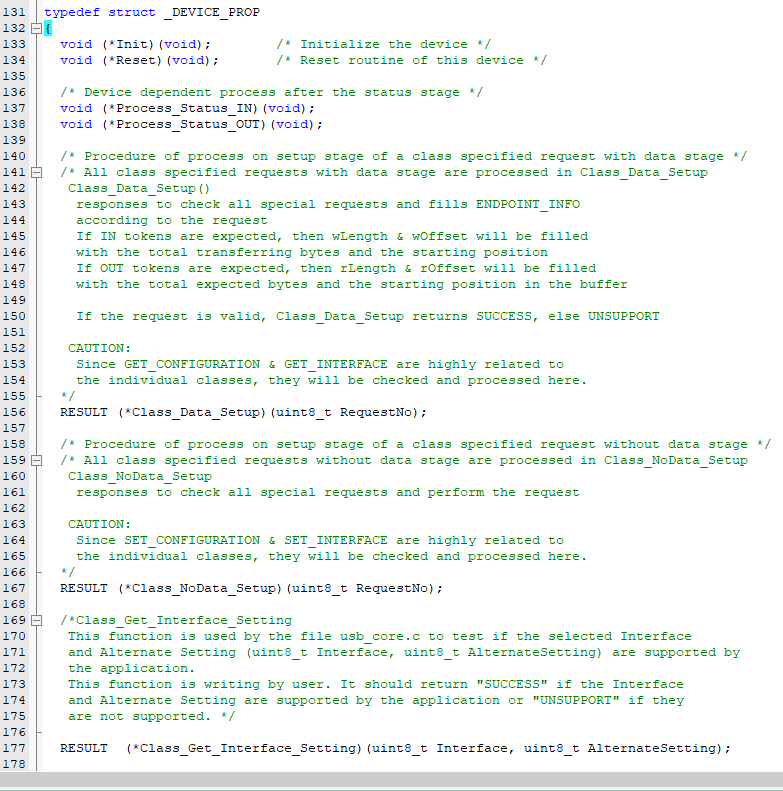 131 typedef struct _DEVICE_PROP
132 {
133   void (*Init)(void);        /* Initialize the device */
134   void (*Reset)(void);       /* Reset routine of this device */
135
136   /* Device dependent process after the status stage */
137   void (*Process_Status_IN)(void);
138   void (*Process_Status_OUT)(void);
139
140   /* Procedure of process on setup stage of a class specified request with data stage */
141   /* All class specified requests with data stage are processed in Class_Data_Setup
142    Class_Data_Setup()
143     responses to check all special requests and fills ENDPOINT_INFO
144     according to the request
145     If IN tokens are expected, then wLength & wOffset will be filled
146     with the total transferring bytes and the starting position
147     If OUT tokens are expected, then rLength & rOffset will be filled
148     with the total expected bytes and the starting position in the buffer
149
150     If the request is valid, Class_Data_Setup returns SUCCESS, else UNSUPPORT
151
152    CAUTION:
153     Since GET_CONFIGURATION & GET_INTERFACE are highly related to
154     the individual classes, they will be checked and processed here.
155   */
156   RESULT (*Class_Data_Setup)(uint8_t RequestNo);
157
158   /* Procedure of process on setup stage of a class specified request without data stage */
159   /* All class specified requests without data stage are processed in Class_NoData_Setup
160    Class_NoData_Setup
161     responses to check all special requests and perform the request
162
163    CAUTION:
164     Since SET_CONFIGURATION & SET_INTERFACE are highly related to
165     the individual classes, they will be checked and processed here.
166   */
167   RESULT (*Class_NoData_Setup)(uint8_t RequestNo);
168
169   /*Class_Get_Interface_Setting
170    This function is used by the file usb_core.c to test if the selected Interface
171    and Alternate Setting (uint8_t Interface, uint8_t AlternateSetting) are supported by
172    the application.
173    This function is writing by user. It should return "SUCCESS" if the Interface
174    and Alternate Setting are supported by the application or "UNSUPPORT" if they
175    are not supported. */
176
177   RESULT  (*Class_Get_Interface_Setting)(uint8_t Interface, uint8_t AlternateSetting);
178